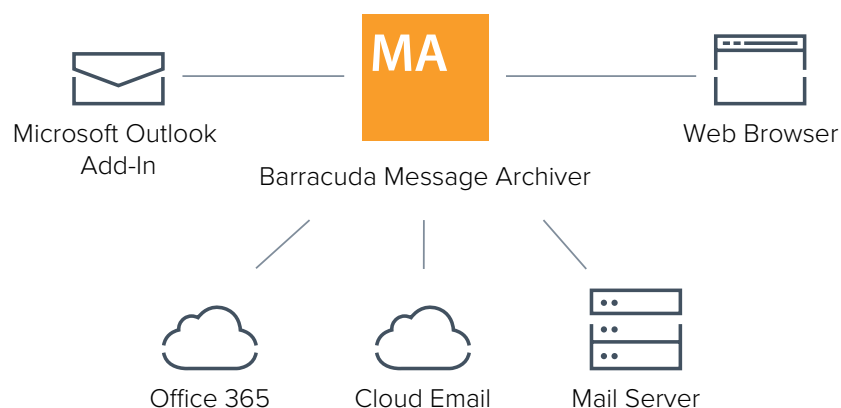 MA
Microsoft Outlook
Add-In
Barracuda Message Archiver
Web Browser
Office 365
Cloud Email
Mail Server